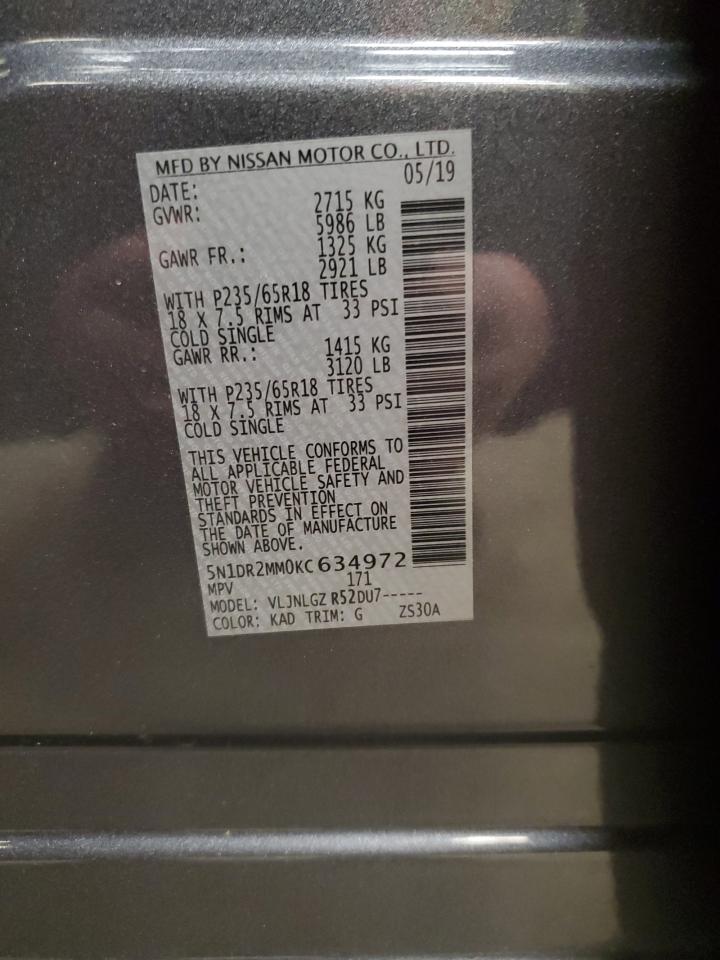 MFD BY NISSAN MOTOR CO., LTD.
DATE: 05/19
GVWR: 2715 KG
5986 LB
GAWR FR.: 1325 KG
2921 LB
WITH P235/65R18 TIRES
18 X 7.5 RIMS AT 33 PSI
COLD SINGLE
GAWR RR.: 1415 KG
3120 LB
WITH P235/65R18 TIRES
18 X 7.5 RIMS AT 33 PSI
COLD SINGLE
THIS VEHICLE CONFORMS TO
ALL APPLICABLE FEDERAL
MOTOR VEHICLE SAFETY AND
THEFT PREVENTION
STANDARDS IN EFFECT ON
THE DATE OF MANUFACTURE
SHOWN ABOVE.
5N1DR2MM0KC634972
MPV 171
MODEL: VLJNLGZ R52DU7-----
COLOR: KAD TRIM: G ZS30A